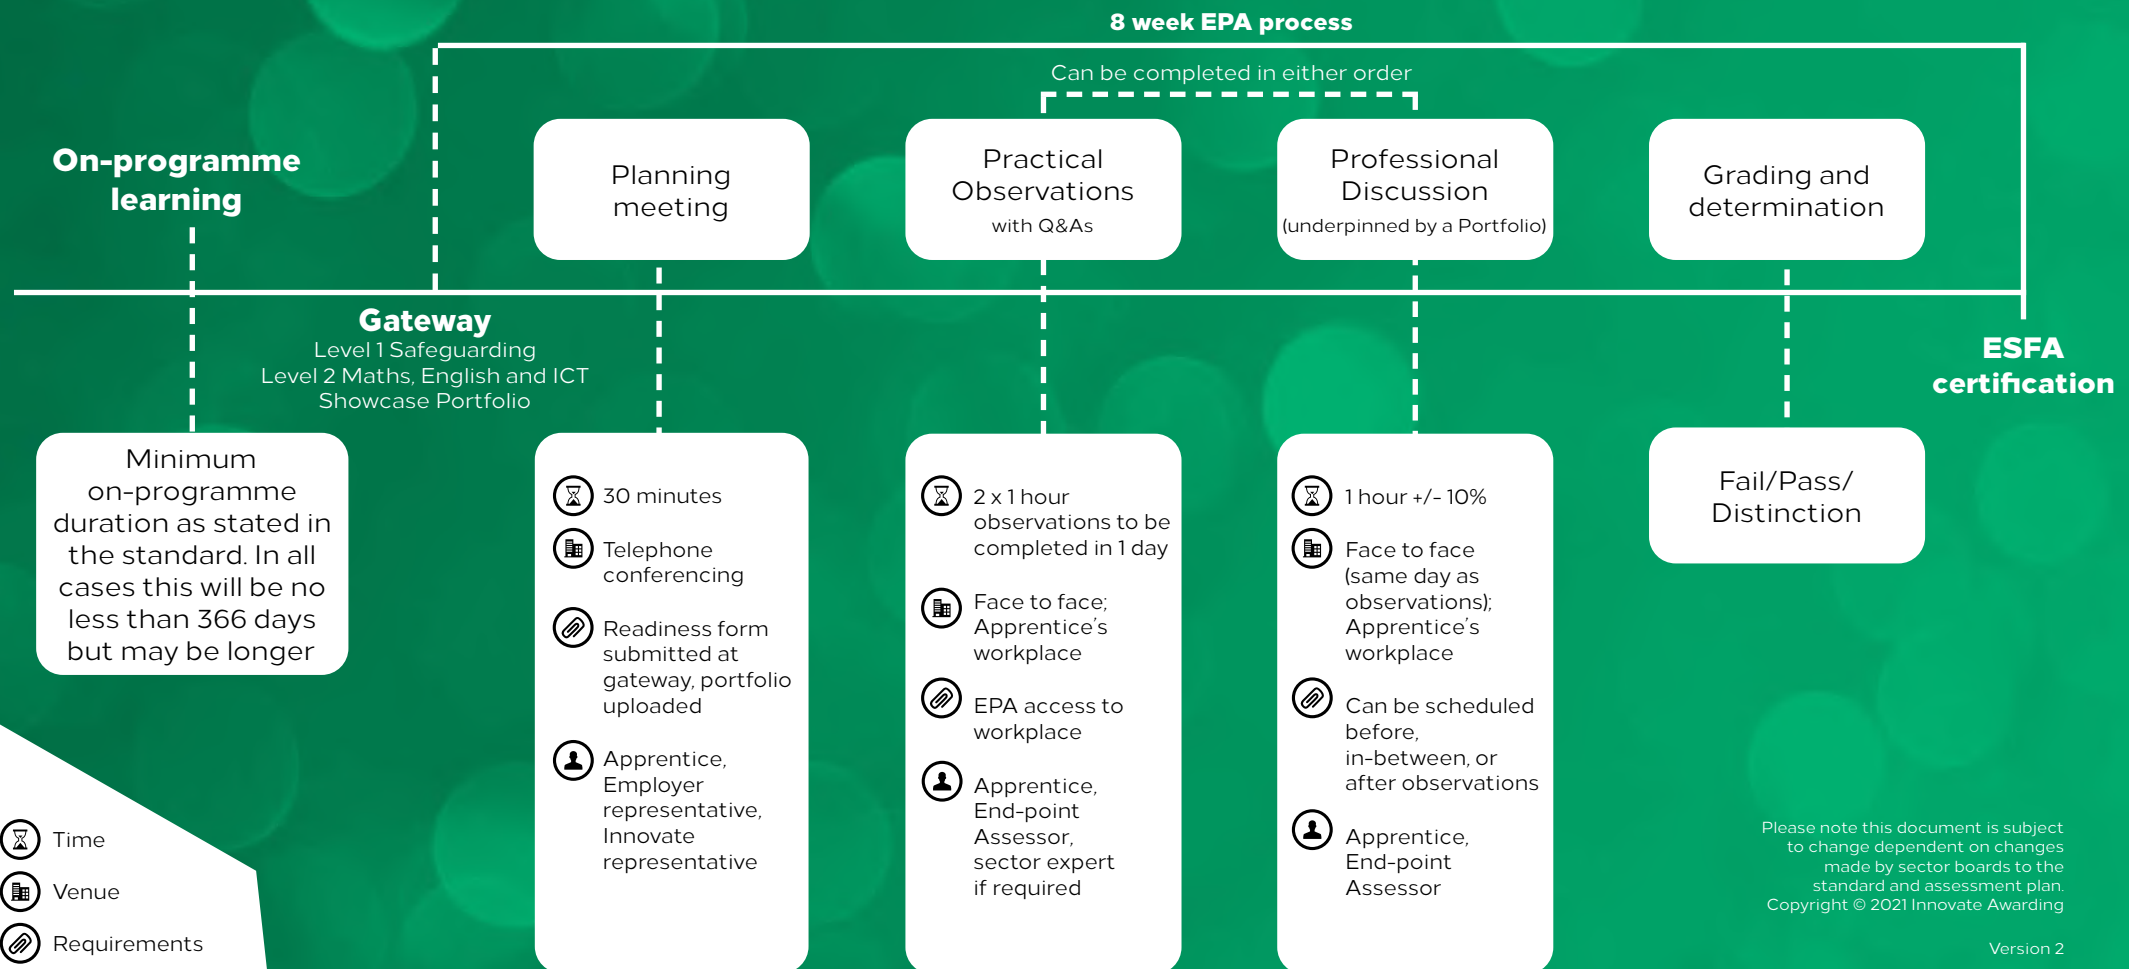 8 week EPA process
Can be completed in either order
On-programme
learning
Planning
meeting
Practical
Observations
with Q&As
Professional
Discussion
(underpinned by a Portfolio)
Grading and
determination
Gateway
Level 1 Safeguarding
Level 2 Maths, English and ICT
Showcase Portfolio
ESFA
certification
Minimum
on-programme
duration as stated in
the standard. In all
cases this will be no
less than 366 days
but may be longer
30 minutes
Telephone
conferencing
Readiness form
submitted at
gateway, portfolio
uploaded
Apprentice,
Employer
representative,
Innovate
representative
2 x 1 hour
observations to be
completed in 1 day
Face to face;
Apprentice's
workplace
EPA access to
workplace
Apprentice,
End-point
Assessor,
sector expert
if required
1 hour +/- 10%
Face to face
(same day as
observations);
Apprentice's
workplace
Can be scheduled
before,
in-between, or
after observations
Apprentice,
End-point
Assessor
Fail/Pass/
Distinction
Time
Venue
Requirements
Please note this document is subject
to change dependent on changes
made by sector boards to the
standard and assessment plan.
Copyright © 2021 Innovate Awarding
Version 2